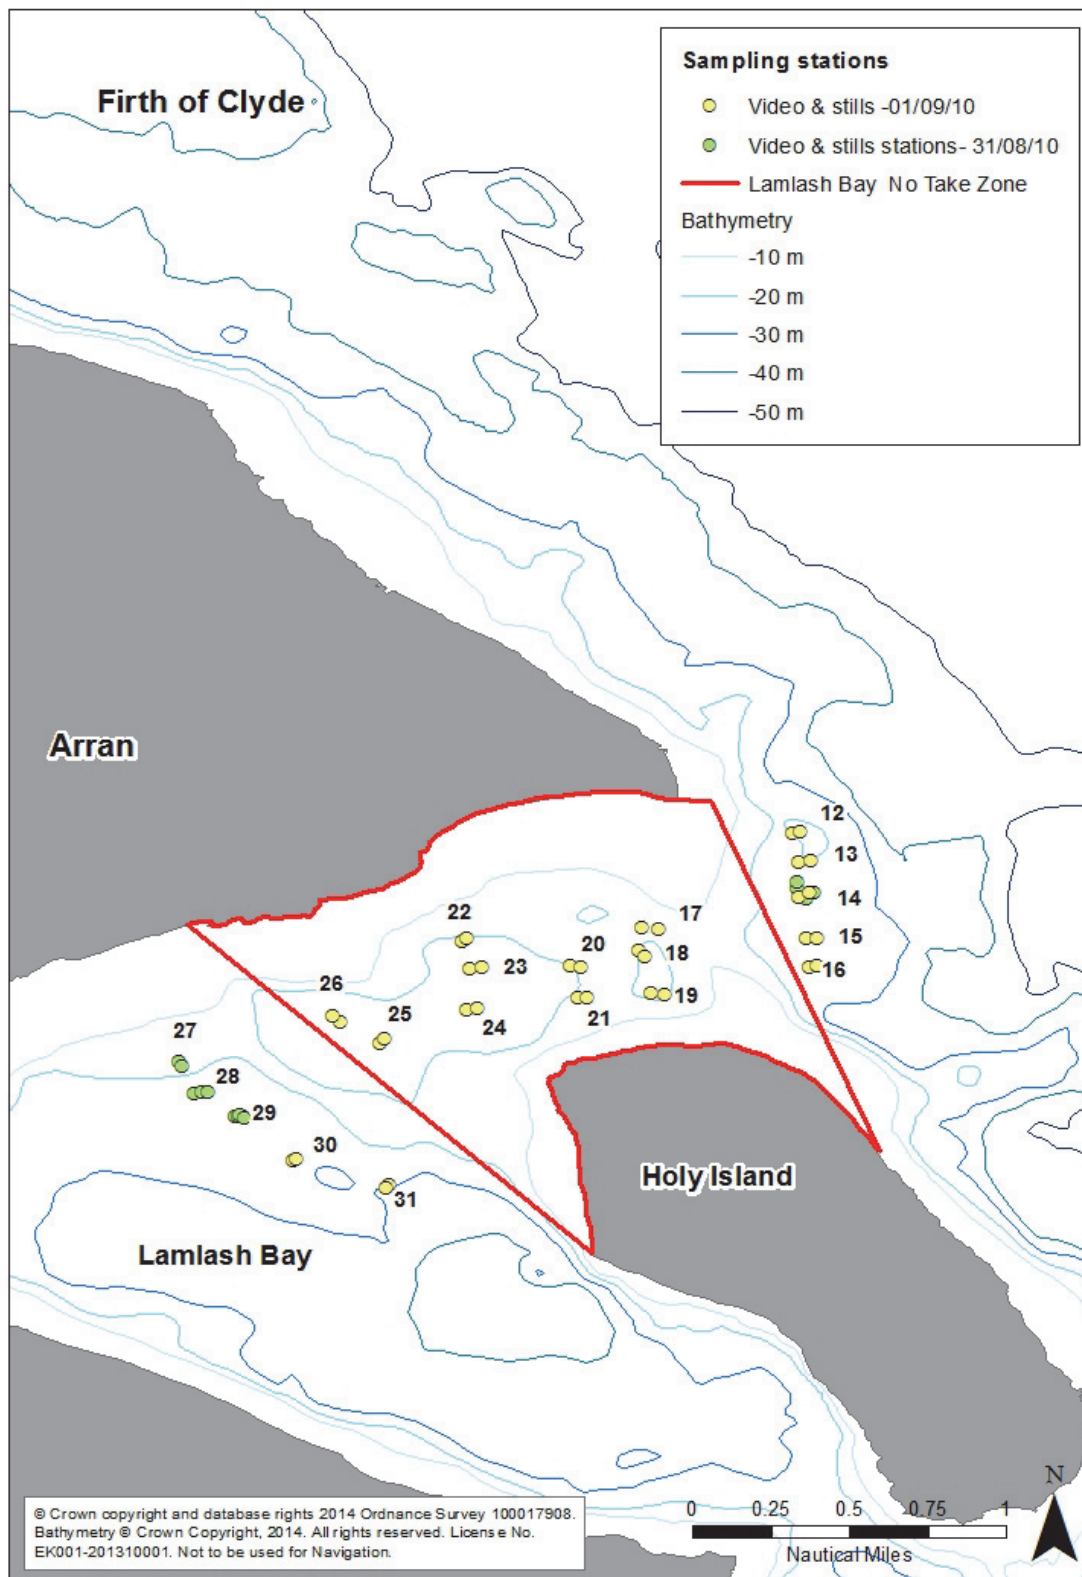 Firth of Clyde
Sampling stations
Video & stills -01/09/10
Video & stills stations- 31/08/10
Lamlash Bay No Take Zone
Bathymetry
-10 m
-20 m
-30 m
-40 m
-50 m
Arran
12
13
14
15
16
17
18
19
20
21
22
23
24
25
26
27
28
29
30
31
Holy Island
Lamlash Bay
© Crown copyright and database rights 2014 Ordnance Survey 100017908.
Bathymetry © Crown Copyright, 2014. All rights reserved. License No.
EK001-201310001. Not to be used for Navigation.
0 0.25 0.5 0.75 1
Nautical Miles
N